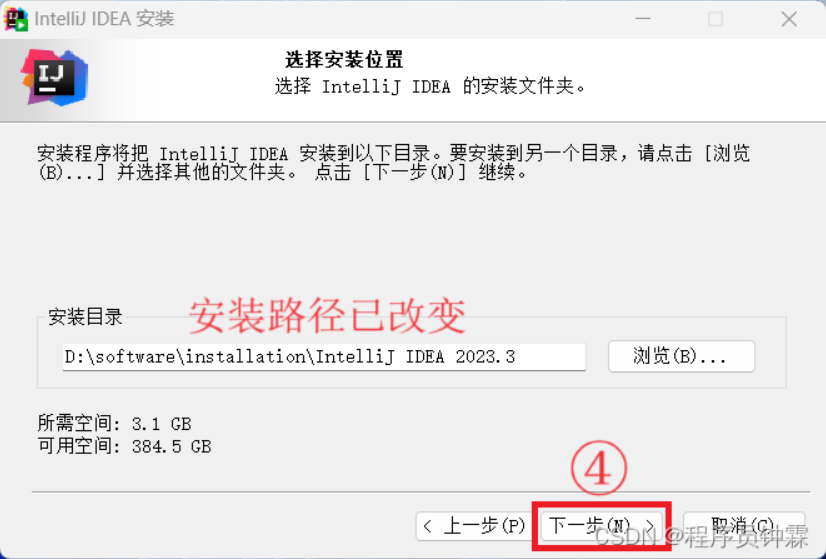 IntelliJ IDEA 安装
IJ
选择安装位置
选择 IntelliJ IDEA 的安装文件夹。
安装程序将把 IntelliJ IDEA 安装到以下目录。要安装到另一个目录，请点击 [浏览
(B)...] 并选择其他的文件夹。 点击 [下一步(N)] 继续。
安装目录
安装路径已改变
D:\software\installation\IntelliJ IDEA 2023.3
浏览(B)...
所需空间: 3.1 GB
可用空间: 384.5 GB
④
< 上一步(P)
下一步(N) >
取消(C)
CSDN @程序员钟霖